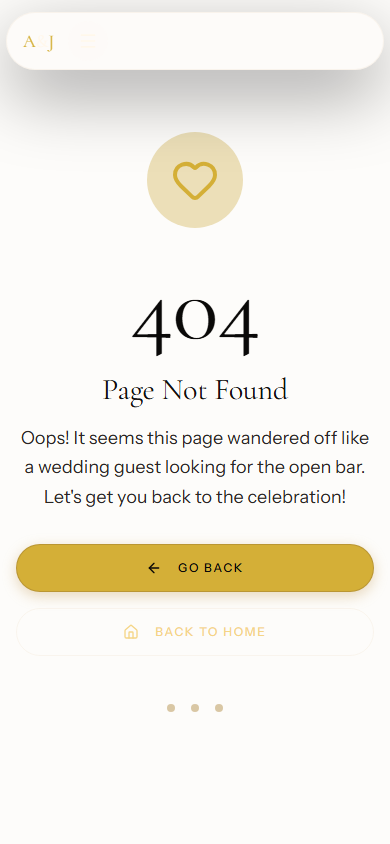 A J
404
Page Not Found
Oops! It seems this page wandered off like
a wedding guest looking for the open bar.
Let's get you back to the celebration!
GO BACK
BACK TO HOME